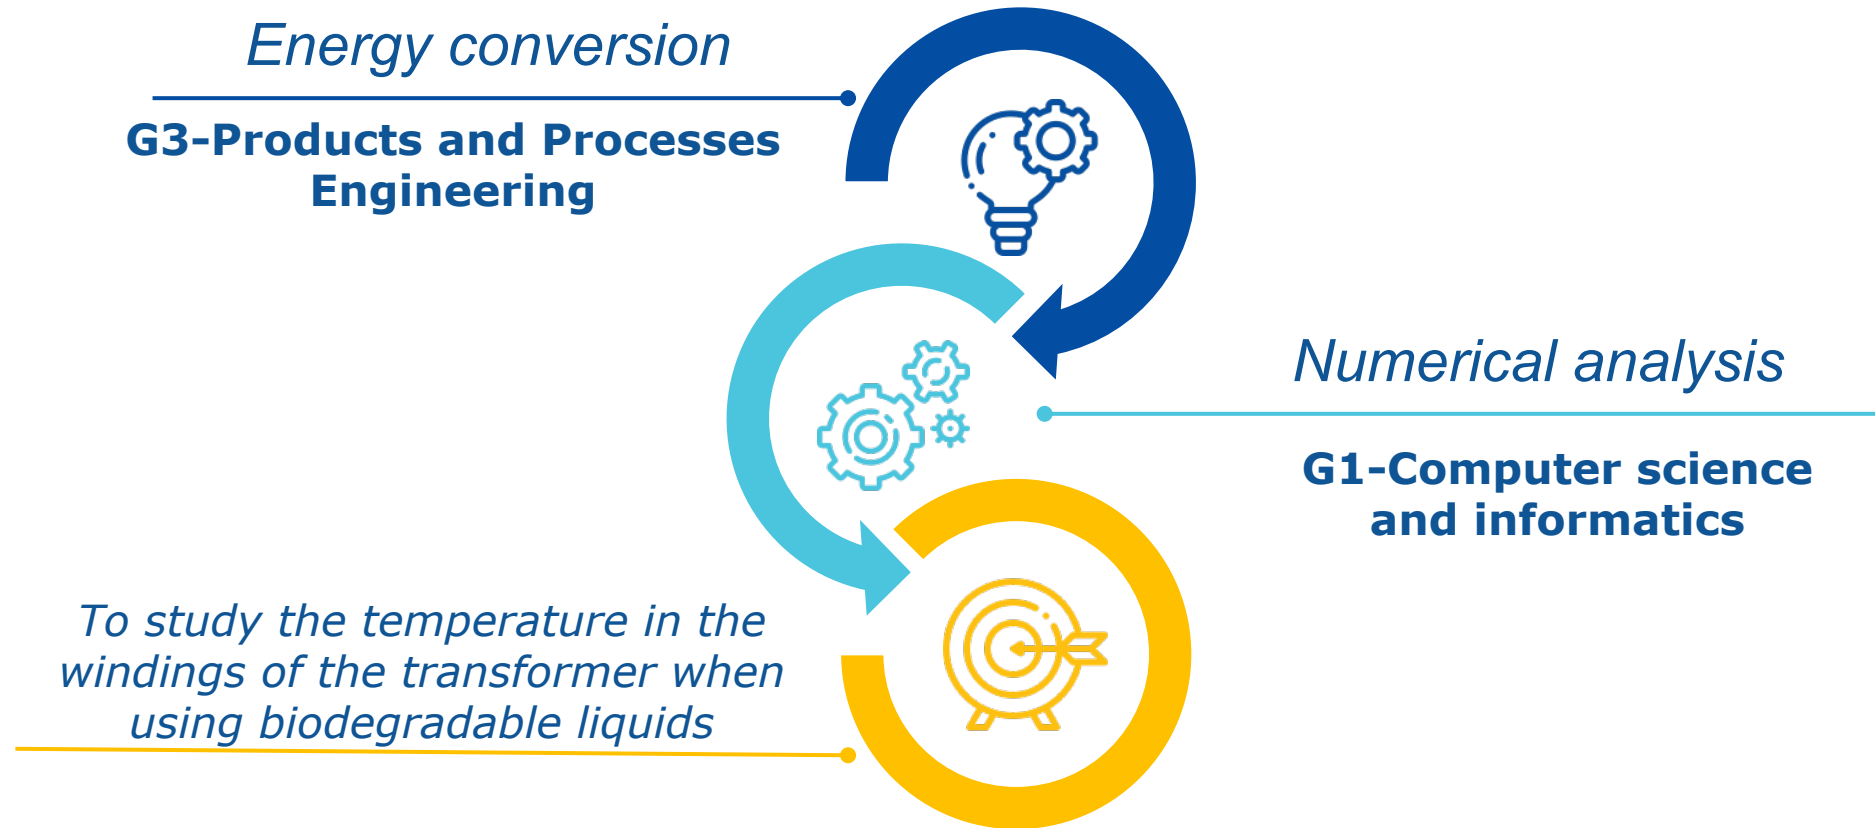 Energy conversion
G3-Products and Processes
Engineering
Numerical analysis
G1-Computer science
and informatics
To study the temperature in the
windings of the transformer when
using biodegradable liquids